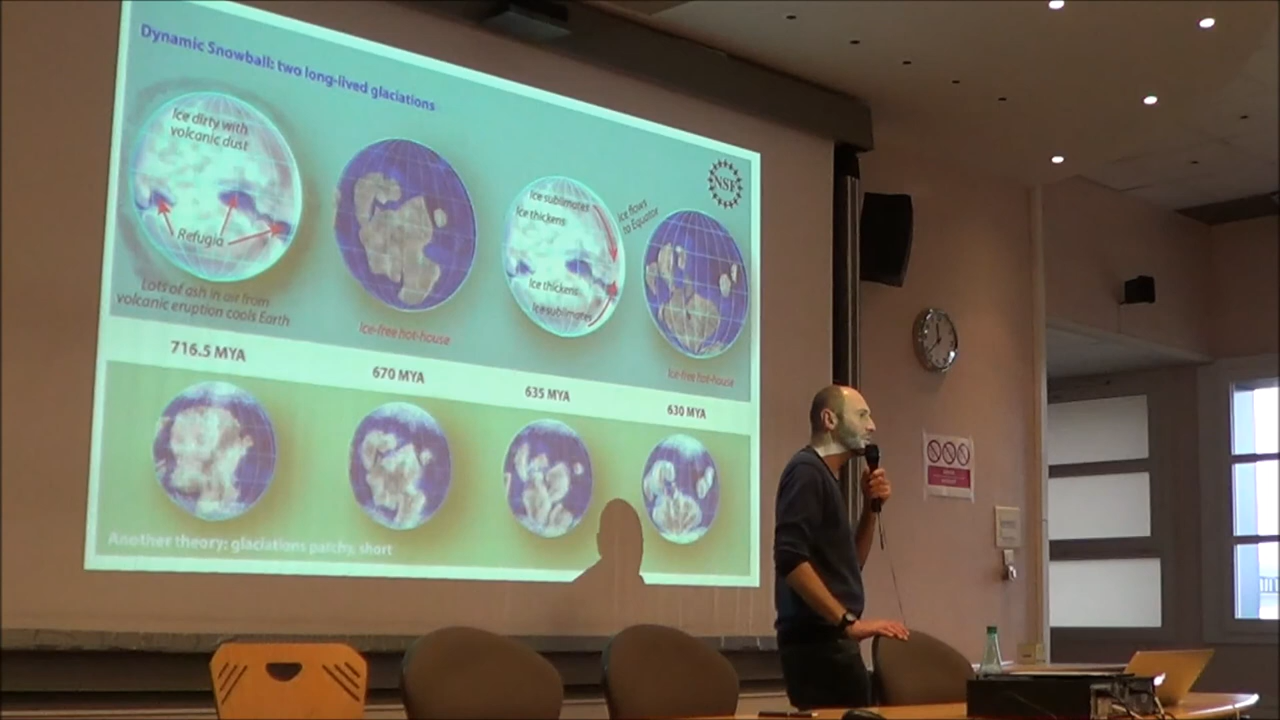 Dynamic Snowball: two long-lived glaciations
Ice dirty with
volcanic dust
Refugia
Lots of ash in air from
volcanic eruption cools Earth
Ice-free hot-house
Ice sublimates
Ice thickens
Ice thickens
Ice sublimates
Ice flows
to Equator
NSF
Ice-free hot-house
716.5 MYA
670 MYA
635 MYA
630 MYA
Another theory: glaciations patchy, short